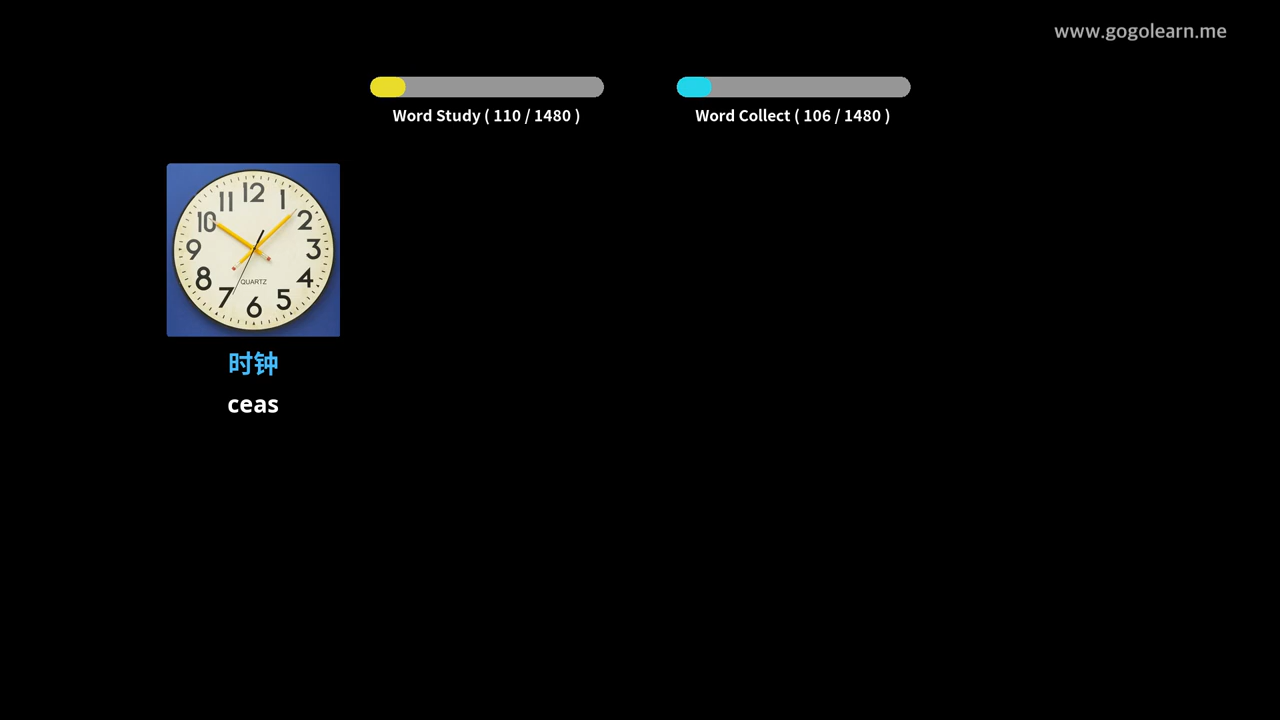 www.gogolearn.me
Word Study ( 110 / 1480 )
Word Collect ( 106 / 1480 )
12
11
1
10
2
9
3
8
4
QUARTZ
7
5
6
时钟
ceas